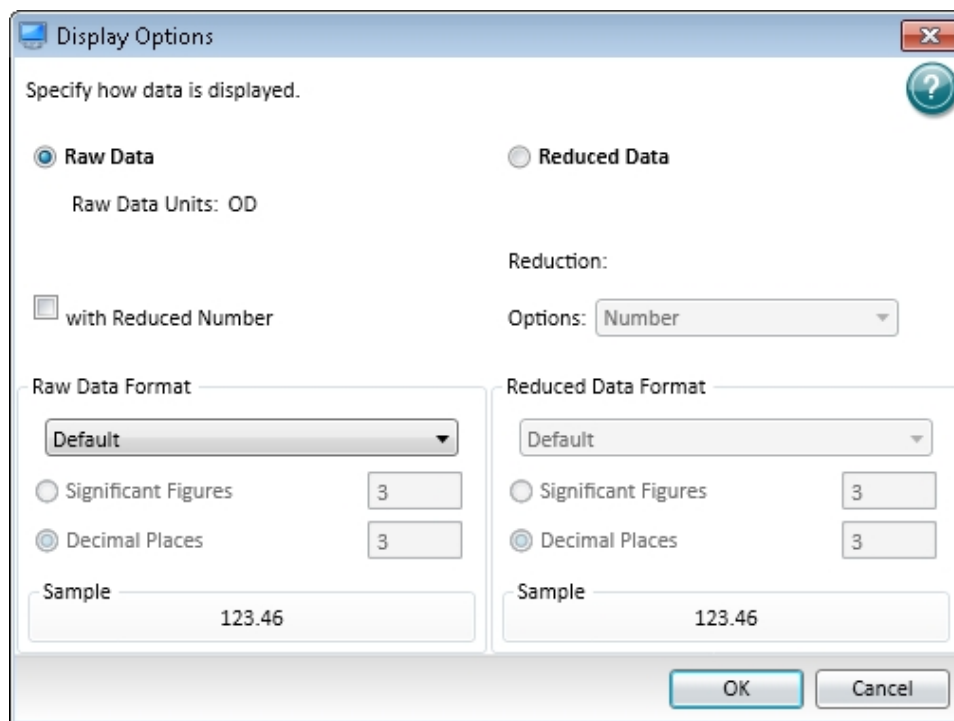 Display Options
Specify how data is displayed.
?
Raw Data
Reduced Data
Raw Data Units: OD
Reduction:
with Reduced Number
Options: Number
Raw Data Format
Reduced Data Format
Default
Default
Significant Figures 3
Significant Figures 3
Decimal Places 3
Decimal Places 3
Sample
Sample
123.46
123.46
OK
Cancel